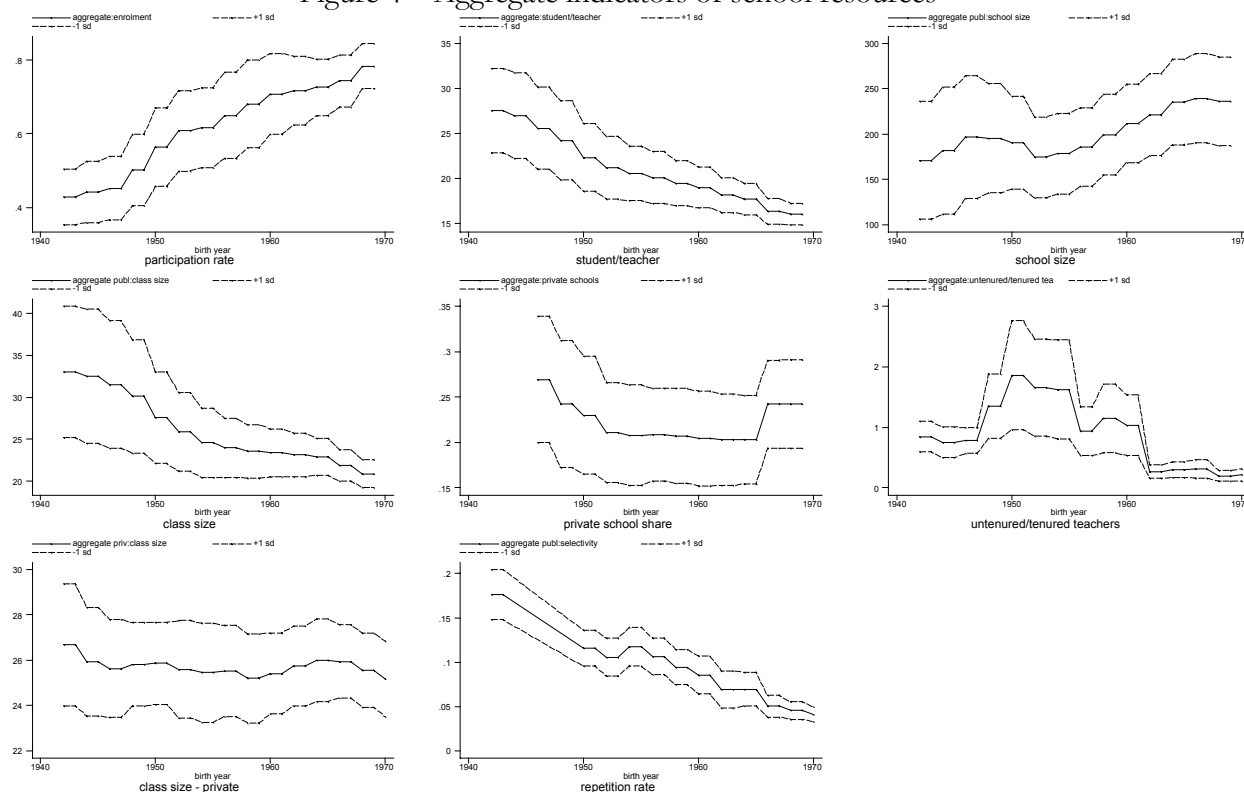 Figure 4 – Aggregate indicators of school resources
aggregate:enrolment +1 sd
-1 sd
.8
.6
.4
1940 1950 1960 1970
birth year
participation rate
aggregate:student/teacher +1 sd
-1 sd
35
30
25
20
15
1940 1950 1960 1970
birth year
student/teacher
aggregate publ:school size +1 sd
-1 sd
300
250
200
150
100
1940 1950 1960 1970
birth year
school size
aggregate publ:class size +1 sd
-1 sd
40
35
30
25
20
1940 1950 1960 1970
birth year
class size
aggregate:private schools +1 sd
-1 sd
.35
.3
.25
.2
.15
1940 1950 1960 1970
birth year
private school share
aggregate:untenured/tenured tea +1 sd
-1 sd
3
2
1
0
1940 1950 1960 1970
birth year
untenured/tenured teachers
aggregate priv:class size +1 sd
-1 sd
30
28
26
24
22
1940 1950 1960 1970
birth year
class size - private
aggregate publ:selectivity +1 sd
-1 sd
.2
.15
.1
.05
0
1940 1950 1960 1970
birth year
repetition rate